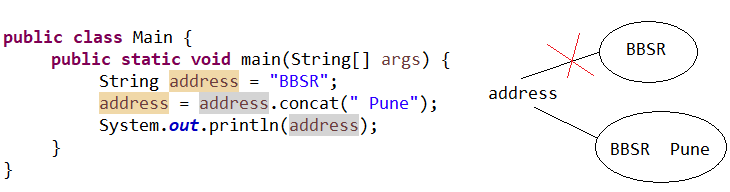 public class Main {
    public static void main(String[] args) {
        String address = "BBSR";
        address = address.concat(" Pune");
        System.out.println(address);
    }
}
BBSR
address
BBSR  Pune